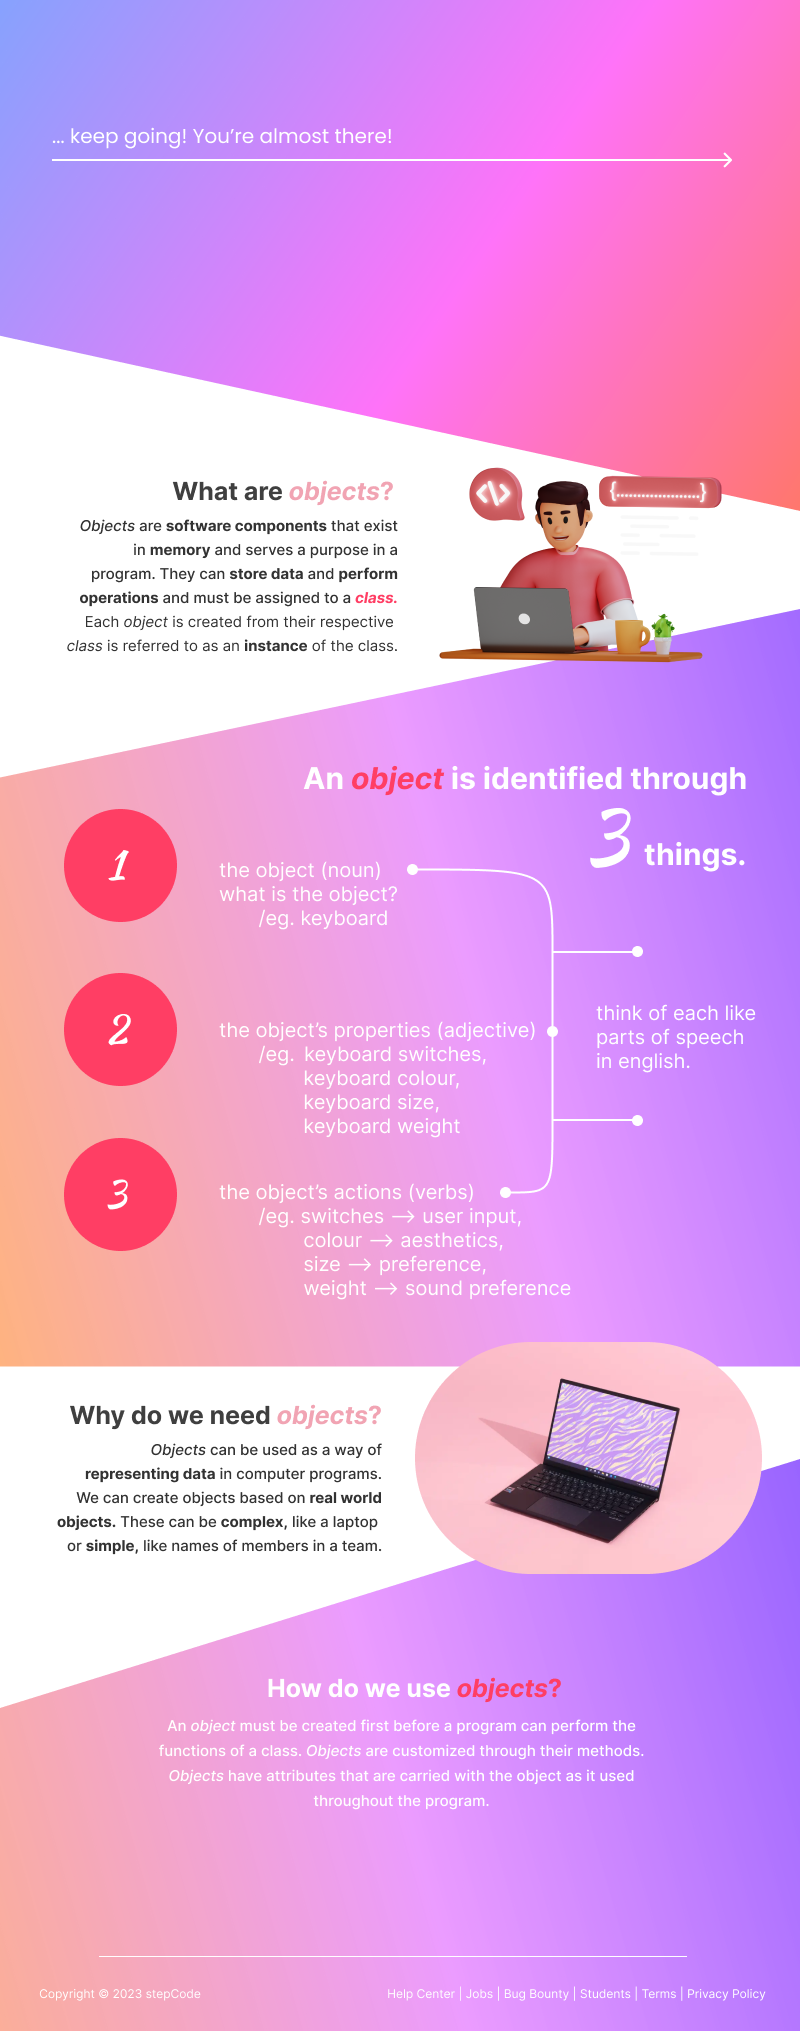 ... keep going! You’re almost there!
What are objects?
</>
{....................}
Objects are software components that exist
in memory and serves a purpose in a
program. They can store data and perform
operations and must be assigned to a class.
Each object is created from their respective
class is referred to as an instance of the class.
An object is identified through
3 things.
1
the object (noun)
what is the object?
/eg. keyboard
2
the object’s properties (adjective)
/eg. keyboard switches,
keyboard colour,
keyboard size,
keyboard weight
think of each like
parts of speech
in english.
3
the object’s actions (verbs)
/eg. switches --> user input,
colour --> aesthetics,
size --> preference,
weight --> sound preference
Why do we need objects?
Objects can be used as a way of
representing data in computer programs.
We can create objects based on real world
objects. These can be complex, like a laptop
or simple, like names of members in a team.
How do we use objects?
An object must be created first before a program can perform the
functions of a class. Objects are customized through their methods.
Objects have attributes that are carried with the object as it used
throughout the program.
Copyright © 2023 stepCode
Help Center | Jobs | Bug Bounty | Students | Terms | Privacy Policy